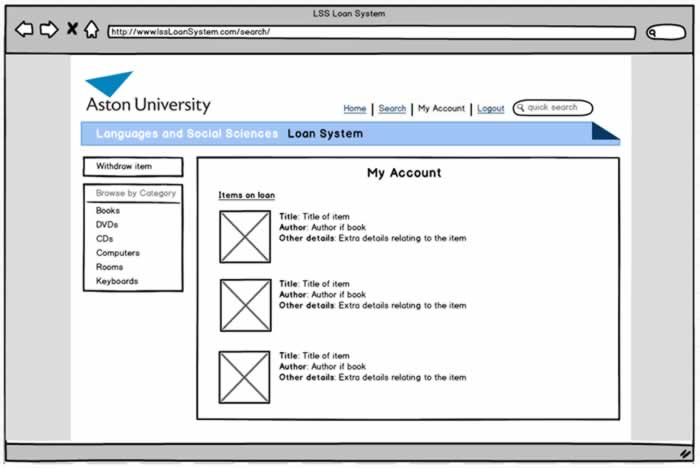 LSS Loan System
http://www.lssLoanSystem.com/search/
Aston University
Home | Search | My Account | Logout
quick search
Languages and Social Sciences Loan System
Withdraw item
Browse by Category
Books
DVDs
CDs
Computers
Rooms
Keyboards
My Account
Items on loan
Title: Title of item
Author: Author if book
Other details: Extra details relating to the item
Title: Title of item
Author: Author if book
Other details: Extra details relating to the item
Title: Title of item
Author: Author if book
Other details: Extra details relating to the item